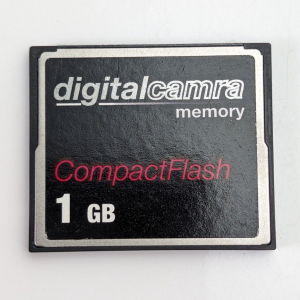 digitalcamra
memory
CompactFlash
1 GB